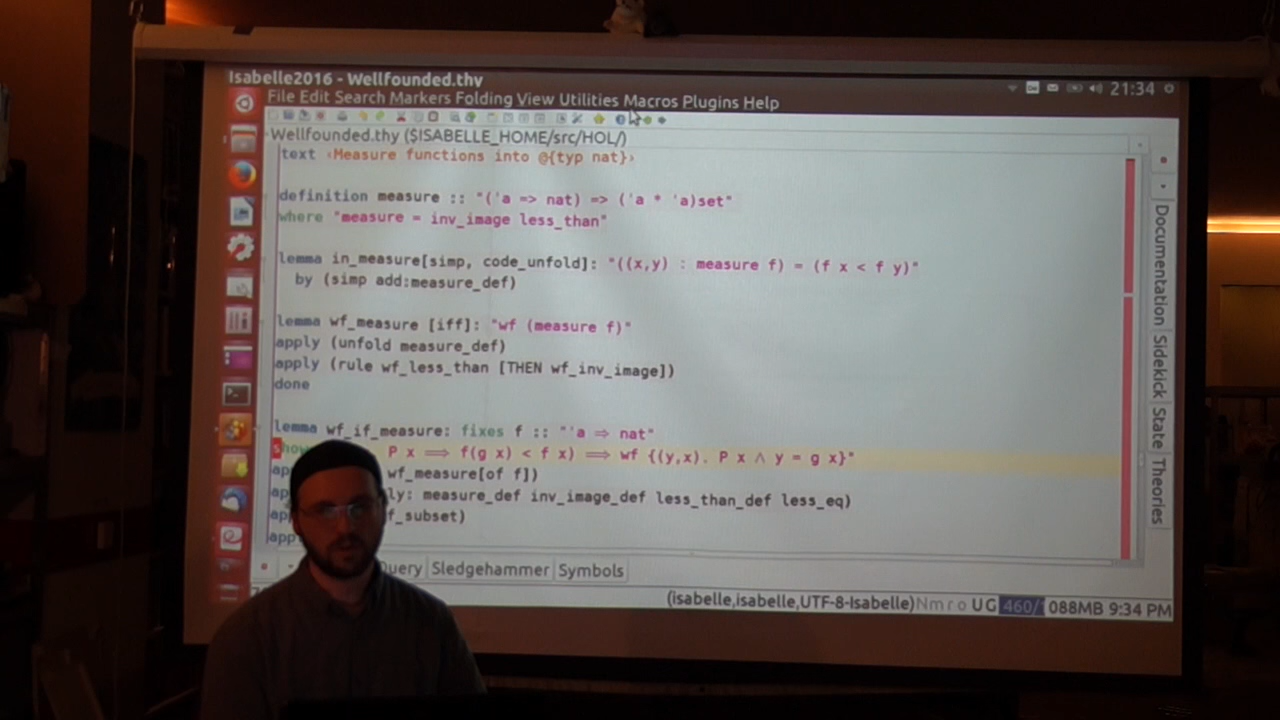 Isabelle2016 - Wellfounded.thy
21:34
File Edit Search Markers Folding View Utilities Macros Plugins Help
Wellfounded.thy ($ISABELLE_HOME/src/HOL/)
text ‹Measure functions into @{typ nat}›
definition measure :: "('a => nat) => ('a * 'a)set"
where "measure = inv_image less_than"
lemma in_measure[simp, code_unfold]: "((x,y) : measure f) = (f x < f y)"
by (simp add:measure_def)
lemma wf_measure [iff]: "wf (measure f)"
apply (unfold measure_def)
apply (rule wf_less_than [THEN wf_inv_image])
done
lemma wf_if_measure: fixes f :: "'a ⇒ nat"
P x ⟹ f(g x) < f x) ⟹ wf {(y,x). P x ∧ y = g x}"
wf_measure[of f])
measure_def inv_image_def less_than_def less_eq)
Sledgehammer Symbols
(isabelle,isabelle,UTF-8-Isabelle)Nmro UG 460/ 088MB 9:34 PM
Documentation Sidekick State Theories